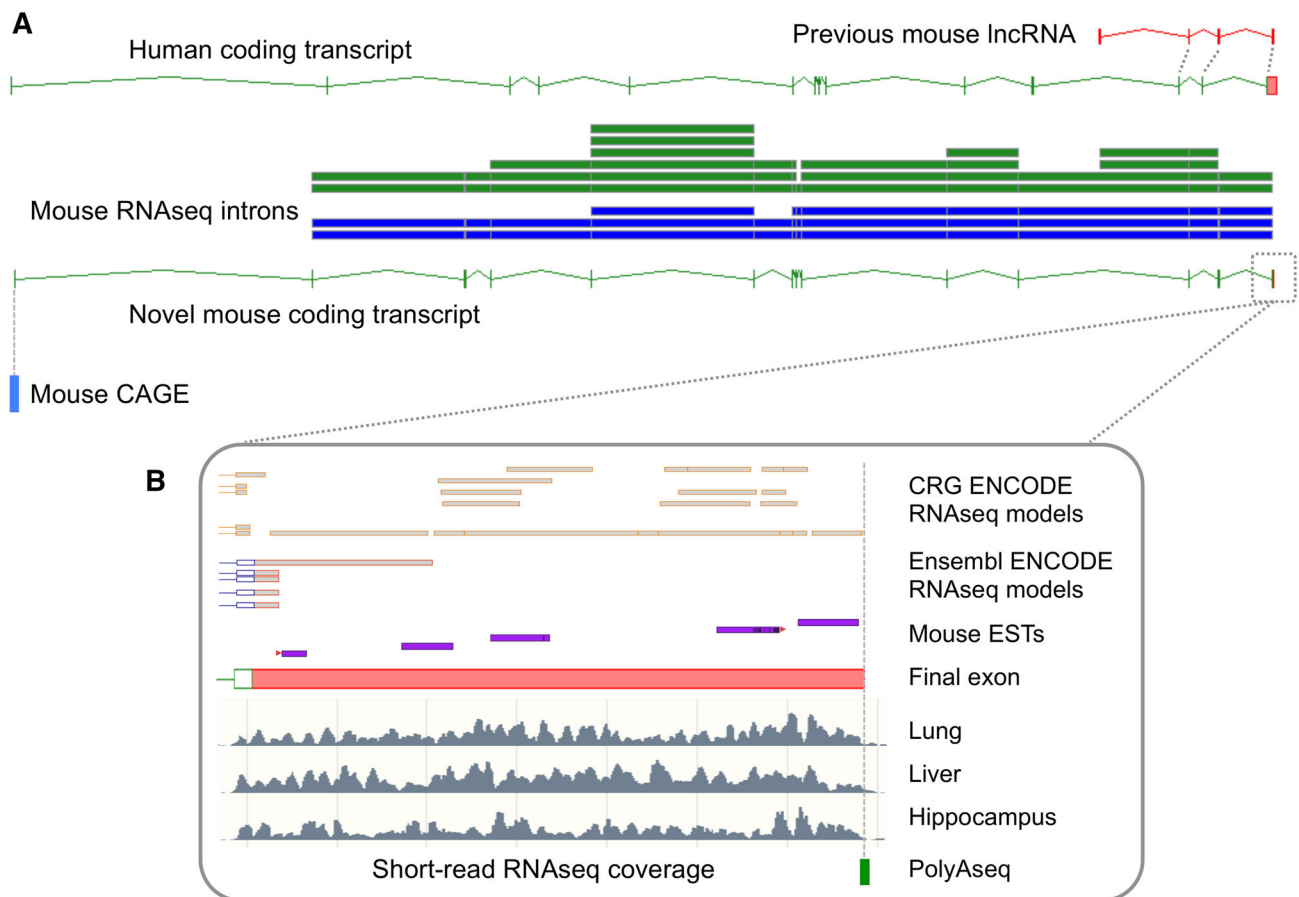 A
Human coding transcript
Previous mouse lncRNA
Mouse RNAseq introns
Novel mouse coding transcript
Mouse CAGE
B
CRG ENCODE
RNAseq models
Ensembl ENCODE
RNAseq models
Mouse ESTs
Final exon
Lung
Liver
Hippocampus
Short-read RNAseq coverage
PolyAseq